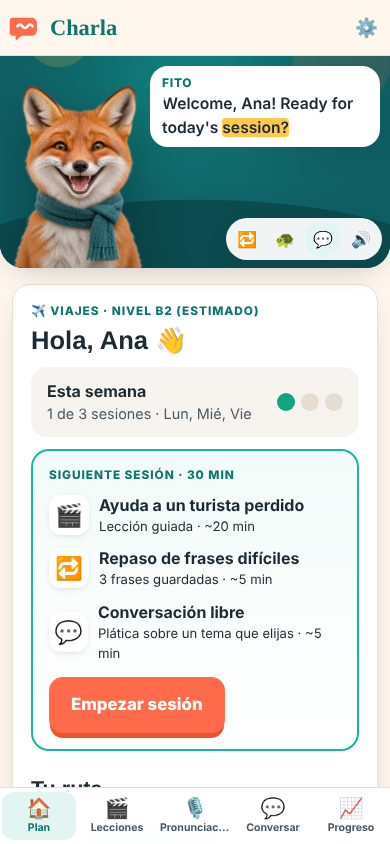 Charla
FITO
Welcome, Ana! Ready for
today's session?
VIAJES · NIVEL B2 (ESTIMADO)
Hola, Ana
Esta semana
1 de 3 sesiones · Lun, Mié, Vie
SIGUIENTE SESIÓN · 30 MIN
Ayuda a un turista perdido
Lección guiada · ~20 min
Repaso de frases difíciles
3 frases guardadas · ~5 min
Conversación libre
Plática sobre un tema que elijas · ~5
min
Empezar sesión
Tu ruta
Plan
Lecciones
Pronunciac...
Conversar
Progreso